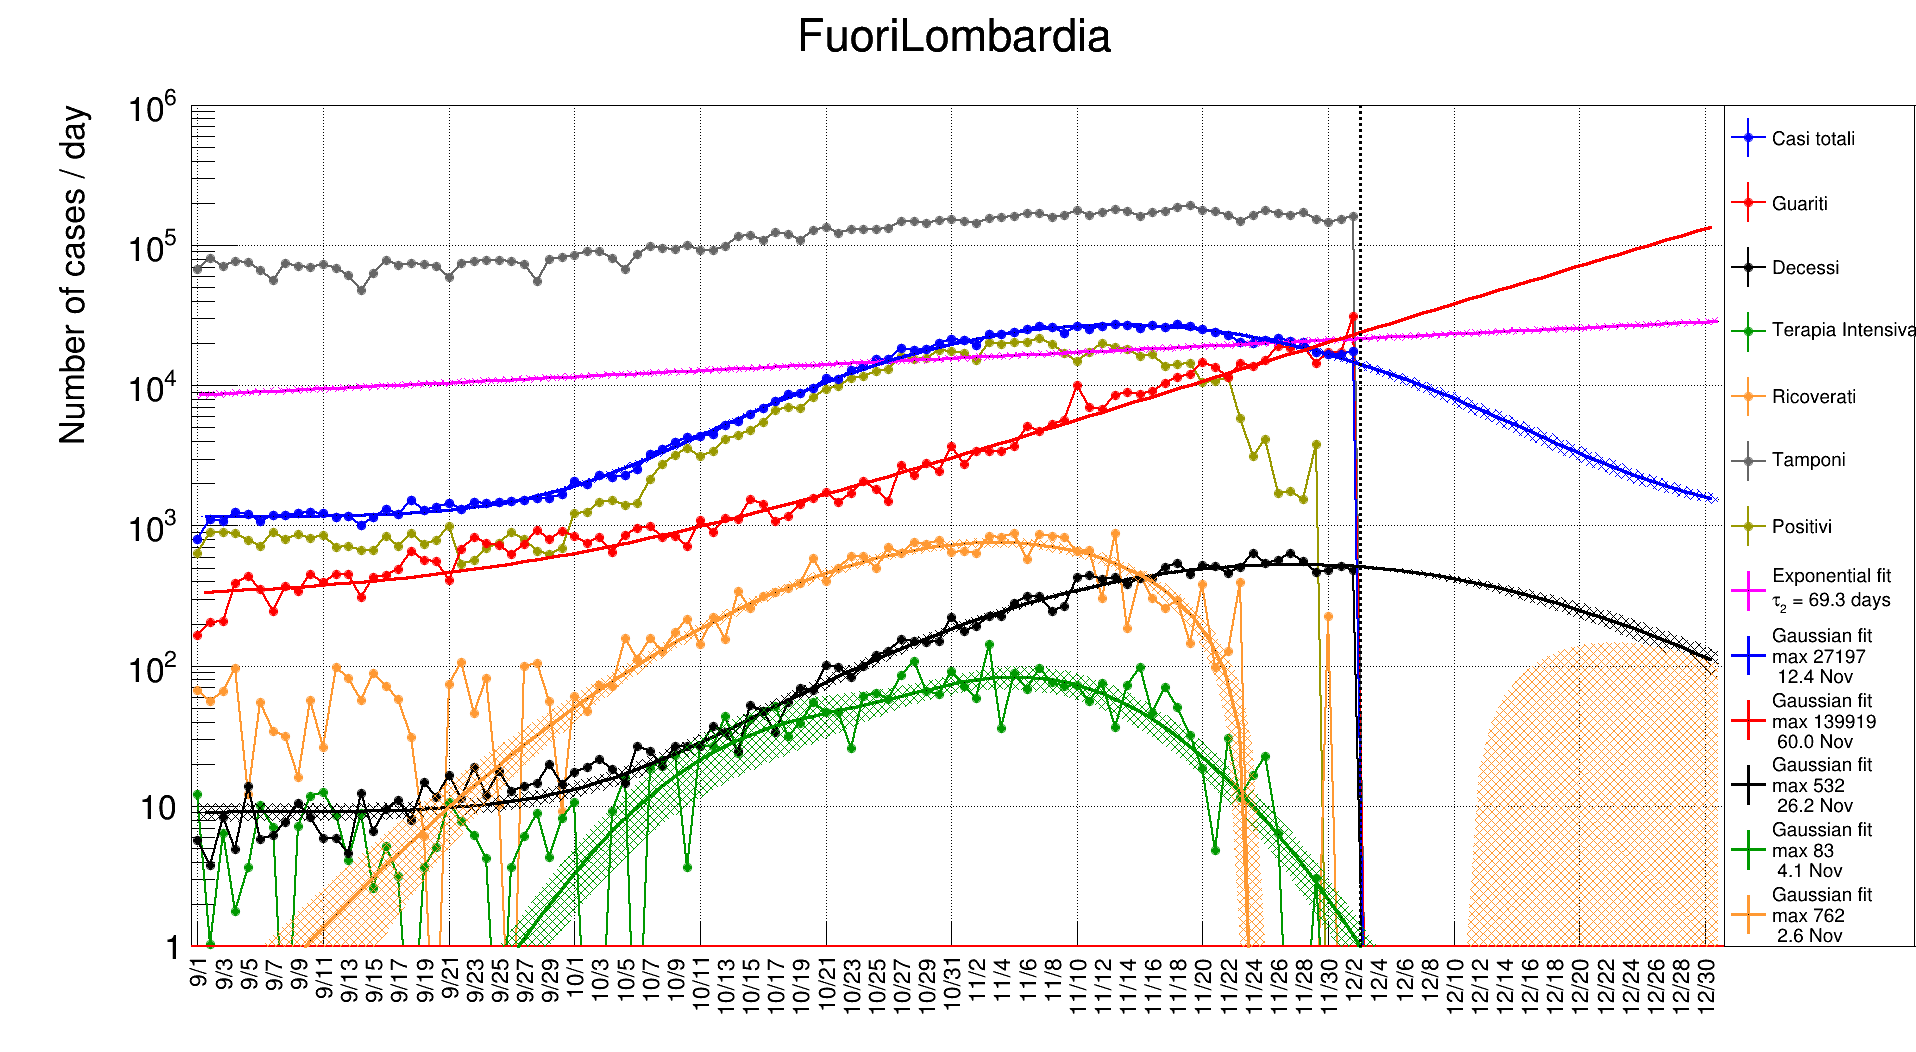 FuoriLombardia
Number of cases / day
10^6
10^5
10^4
10^3
10^2
10
1
9/1 9/3 9/5 9/7 9/9 9/11 9/13 9/15 9/17 9/19 9/21 9/23 9/25 9/27 9/29 10/1 10/3 10/5 10/7 10/9 10/11 10/13 10/15 10/17 10/19 10/21 10/23 10/25 10/27 10/29 10/31 11/2 11/4 11/6 11/8 11/10 11/12 11/14 11/16 11/18 11/20 11/22 11/24 11/26 11/28 11/30 12/2 12/4 12/6 12/8 12/10 12/12 12/14 12/16 12/18 12/20 12/22 12/24 12/26 12/28 12/30
Casi totali
Guariti
Decessi
Terapia Intensiva
Ricoverati
Tamponi
Positivi
Exponential fit
τ2 = 69.3 days
Gaussian fit
max 27197
12.4 Nov
Gaussian fit
max 139919
60.0 Nov
Gaussian fit
max 532
26.2 Nov
Gaussian fit
max 83
4.1 Nov
Gaussian fit
max 762
2.6 Nov